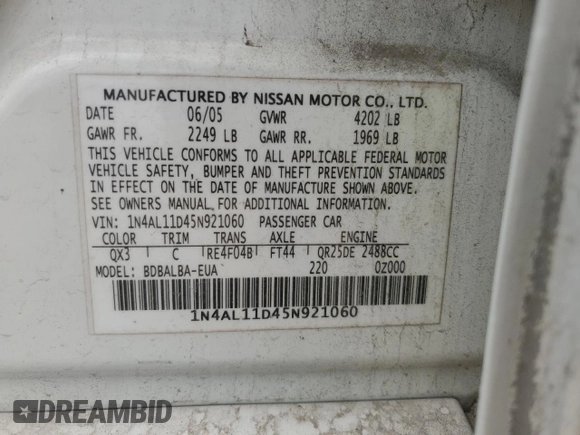 MANUFACTURED BY NISSAN MOTOR CO., LTD.
DATE 06/05 GVWR 4202 LB
GAWR FR. 2249 LB GAWR RR. 1969 LB
THIS VEHICLE CONFORMS TO ALL APPLICABLE FEDERAL MOTOR
VEHICLE SAFETY, BUMPER AND THEFT PREVENTION STANDARDS
IN EFFECT ON THE DATE OF MANUFACTURE SHOWN ABOVE.
SEE OWNERS MANUAL FOR ADDITIONAL INFORMATION.
VIN: 1N4AL11D45N921060 PASSENGER CAR
COLOR TRIM TRANS AXLE ENGINE
QX3 C RE4F04B FT44 QR25DE 2488CC
MODEL: BDBALBA-EUA 220 0Z000
1N4AL11D45N921060
DREAMBID